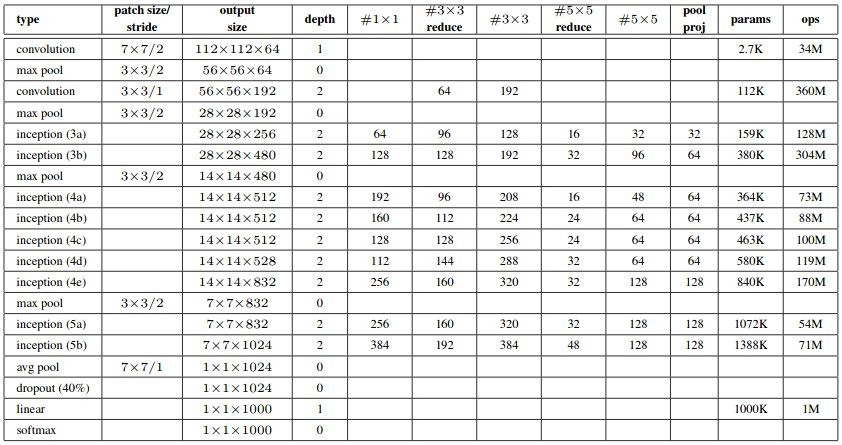 type patch size/ stride output size depth #1×1 #3×3 reduce #3×3 #5×5 reduce #5×5 pool proj params ops
convolution 7×7/2 112×112×64 1 2.7K 34M
max pool 3×3/2 56×56×64 0
convolution 3×3/1 56×56×192 2 64 192 112K 360M
max pool 3×3/2 28×28×192 0
inception (3a) 28×28×256 2 64 96 128 16 32 32 159K 128M
inception (3b) 28×28×480 2 128 128 192 32 96 64 380K 304M
max pool 3×3/2 14×14×480 0
inception (4a) 14×14×512 2 192 96 208 16 48 64 364K 73M
inception (4b) 14×14×512 2 160 112 224 24 64 64 437K 88M
inception (4c) 14×14×512 2 128 128 256 24 64 64 463K 100M
inception (4d) 14×14×528 2 112 144 288 32 64 64 580K 119M
inception (4e) 14×14×832 2 256 160 320 32 128 128 840K 170M
max pool 3×3/2 7×7×832 0
inception (5a) 7×7×832 2 256 160 320 32 128 128 1072K 54M
inception (5b) 7×7×1024 2 384 192 384 48 128 128 1388K 71M
avg pool 7×7/1 1×1×1024 0
dropout (40%) 1×1×1024 0
linear 1×1×1000 1 1000K 1M
softmax 1×1×1000 0